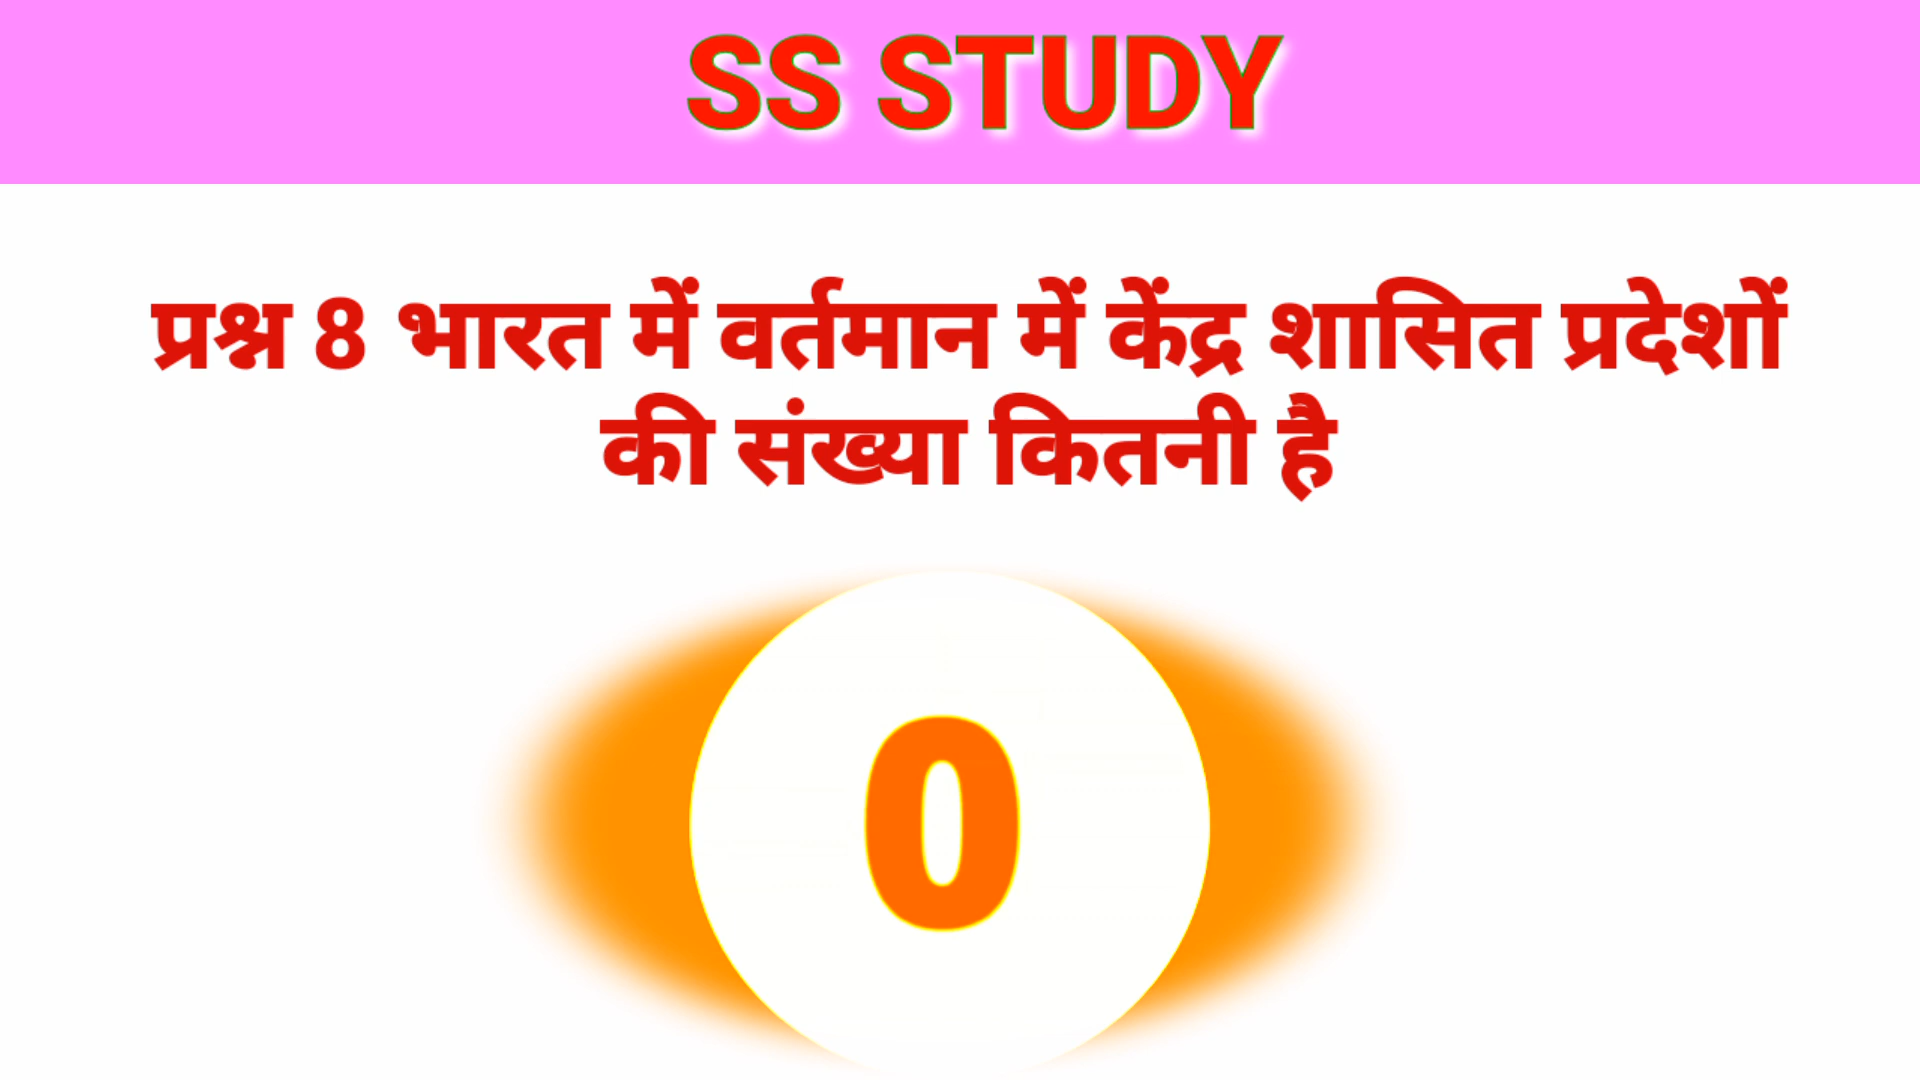 SS STUDY
प्रश्न 8 भारत में वर्तमान में केंद्र शासित प्रदेशों
की संख्या कितनी है
0